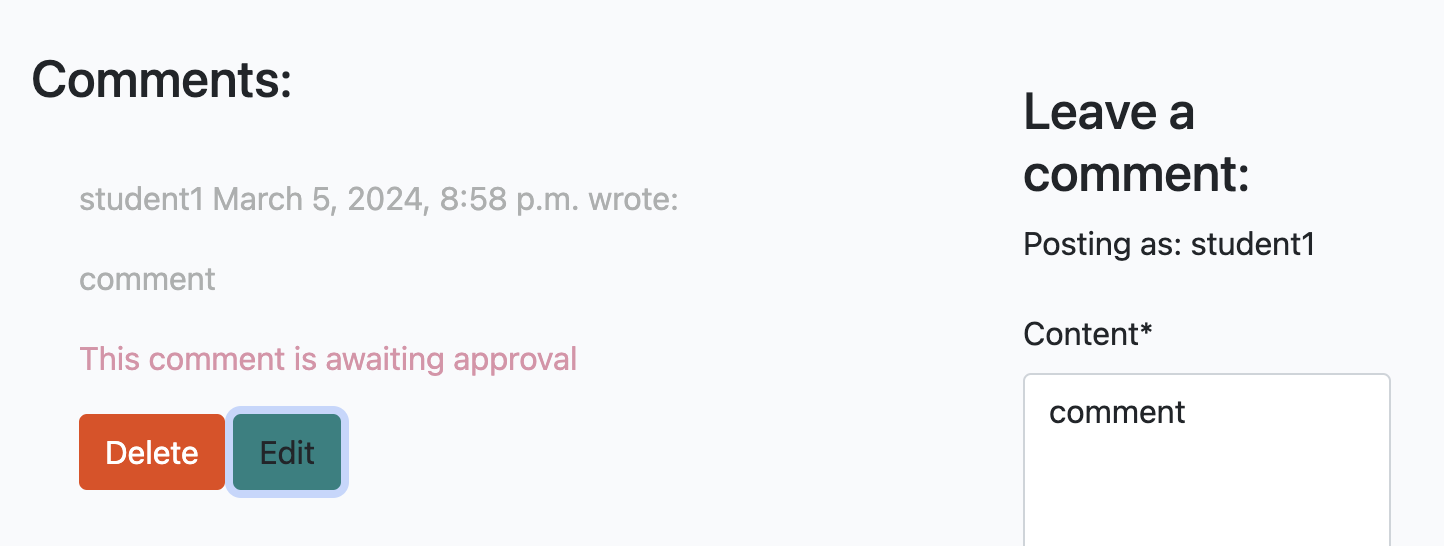 Comments:
student1 March 5, 2024, 8:58 p.m. wrote:
comment
This comment is awaiting approval
Delete
Edit
Leave a
comment:
Posting as: student1
Content*
comment